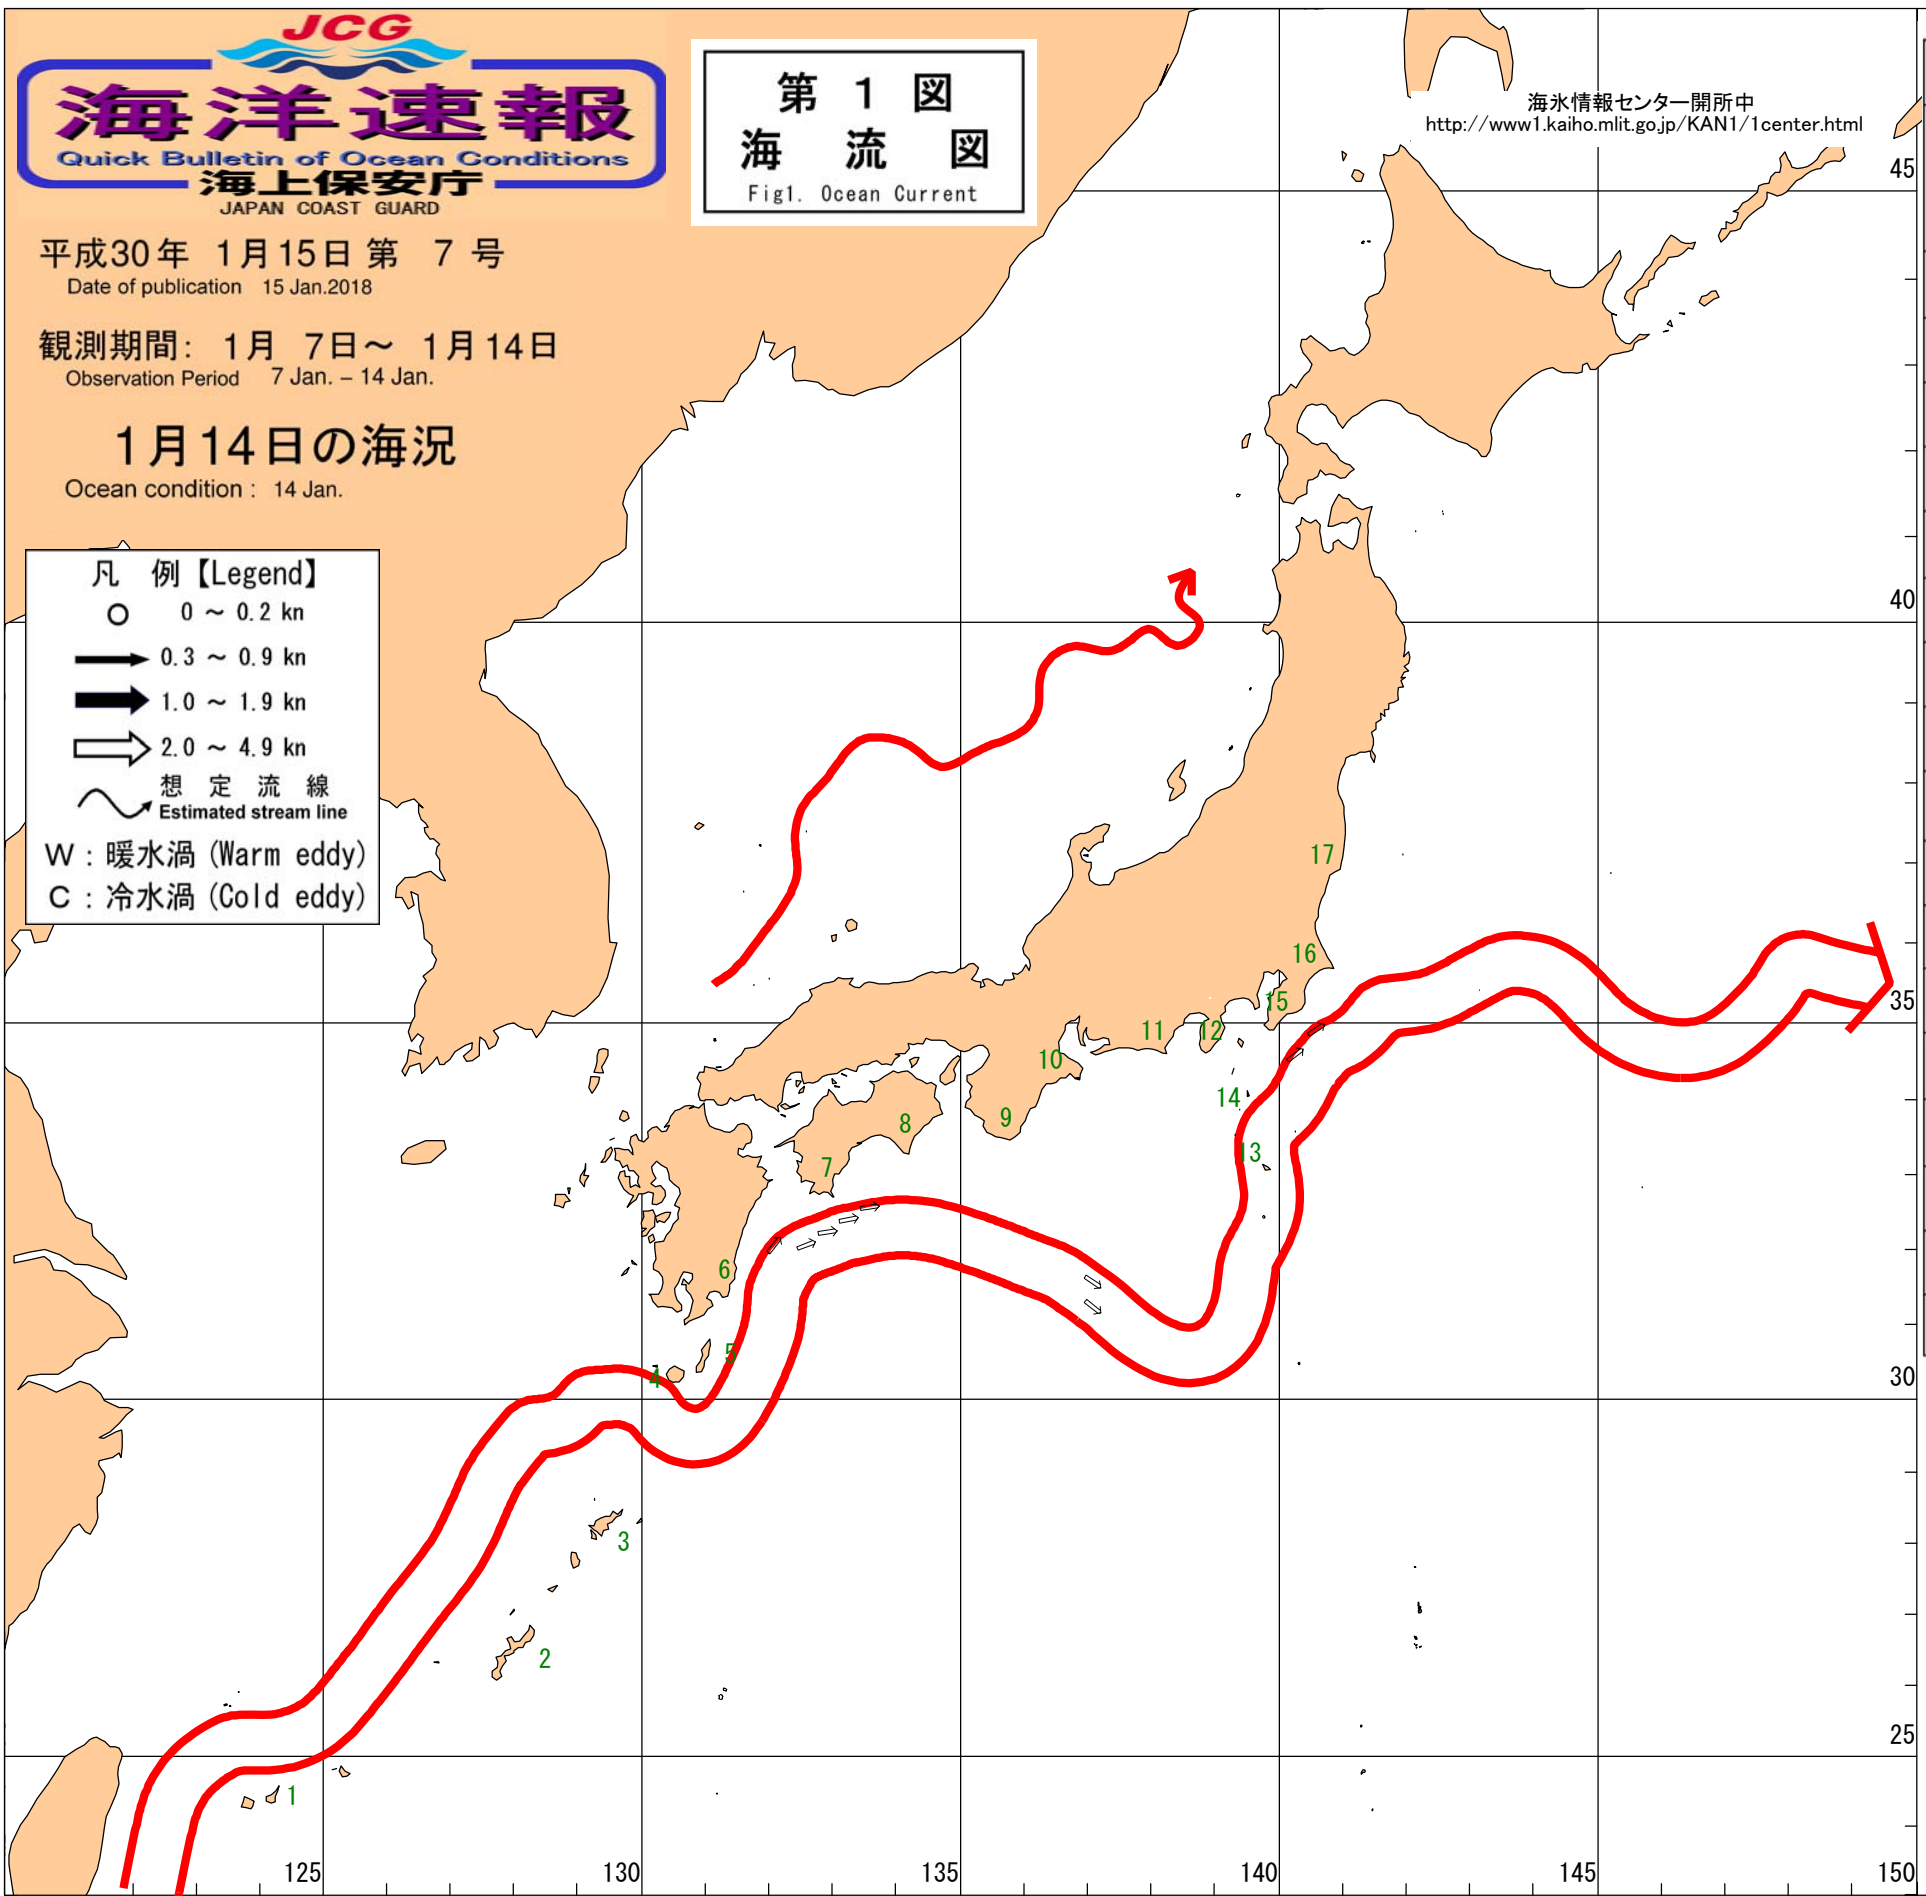 JCG
海洋速報
Quick Bulletin of Ocean Conditions
海上保安庁
JAPAN COAST GUARD
第 1 図
海 流 図
Fig1. Ocean Current
海氷情報センター開所中
http://www1.kaiho.mlit.go.jp/KAN1/1center.html
平成30年 1月15日 第 7 号
Date of publication 15 Jan.2018
観測期間: 1月 7日～ 1月14日
Observation Period 7 Jan. – 14 Jan.
1月14日の海況
Ocean condition : 14 Jan.
凡 例【Legend】
0 ～ 0.2 kn
0.3 ～ 0.9 kn
1.0 ～ 1.9 kn
2.0 ～ 4.9 kn
想 定 流 線
Estimated stream line
W : 暖水渦 (Warm eddy)
C : 冷水渦 (Cold eddy)
45
40
35
30
25
17
16
15
12
11
10
14
9
8
13
7
6
5
4
3
2
1
125
130
135
140
145
150